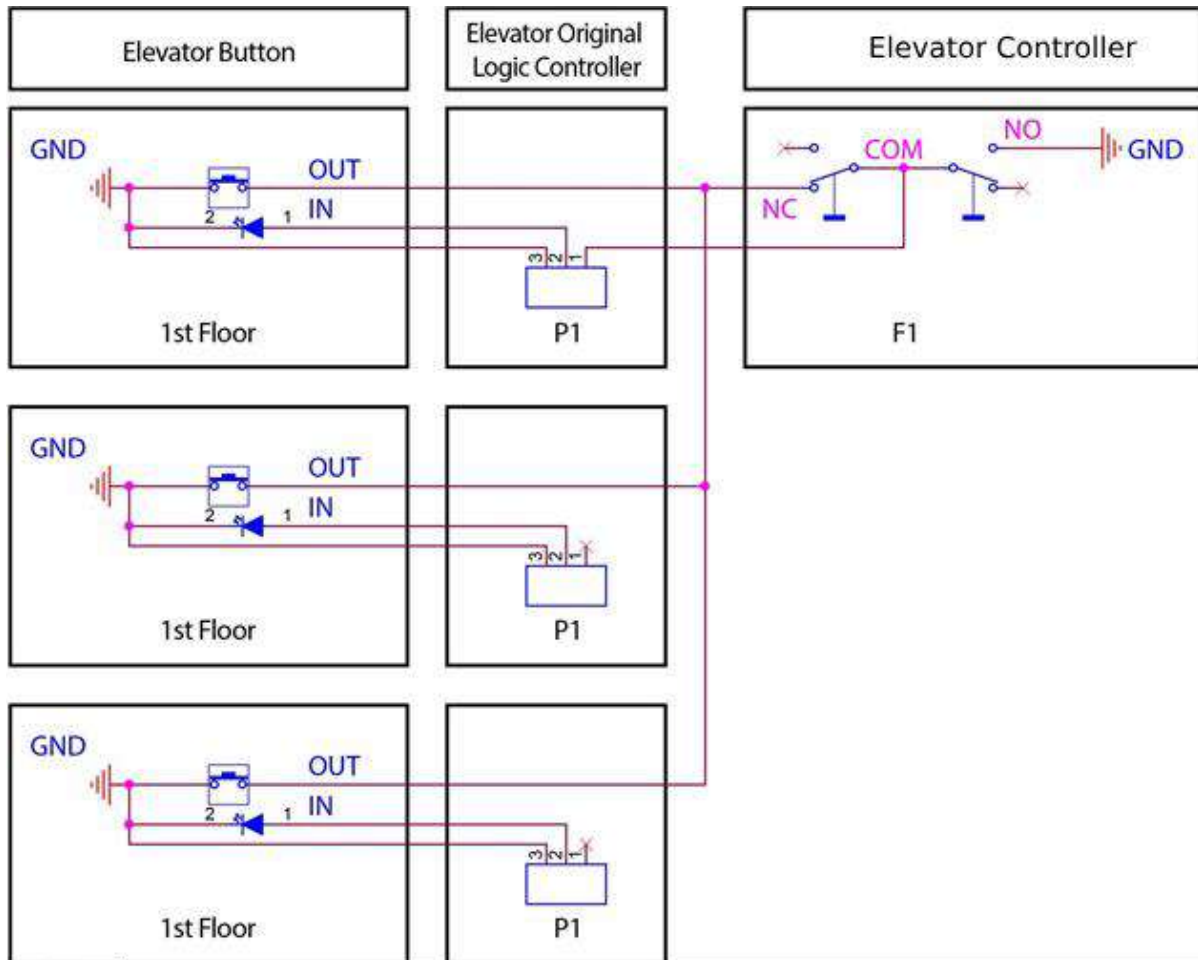 Elevator Button
Elevator Original
Logic Controller
Elevator Controller
GND
OUT
IN
2
1
3
2
1
1st Floor
P1
COM
NO
GND
NC
F1
GND
OUT
IN
2
1
3
2
1
1st Floor
P1
GND
OUT
IN
2
1
3
2
1
1st Floor
P1